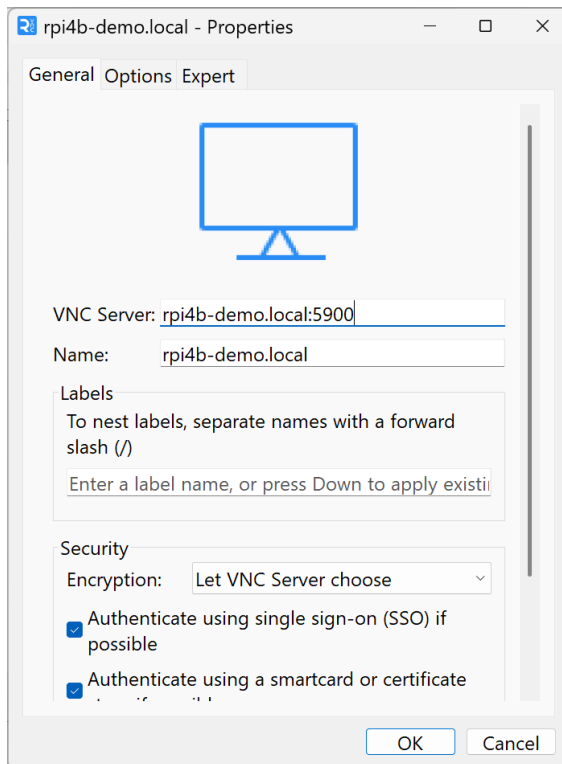 rpi4b-demo.local - Properties
General Options Expert
VNC Server: rpi4b-demo.local:5900
Name: rpi4b-demo.local
Labels
To nest labels, separate names with a forward
slash (/)
Enter a label name, or press Down to apply existi
Security
Encryption: Let VNC Server choose
Authenticate using single sign-on (SSO) if
possible
Authenticate using a smartcard or certificate
OK Cancel